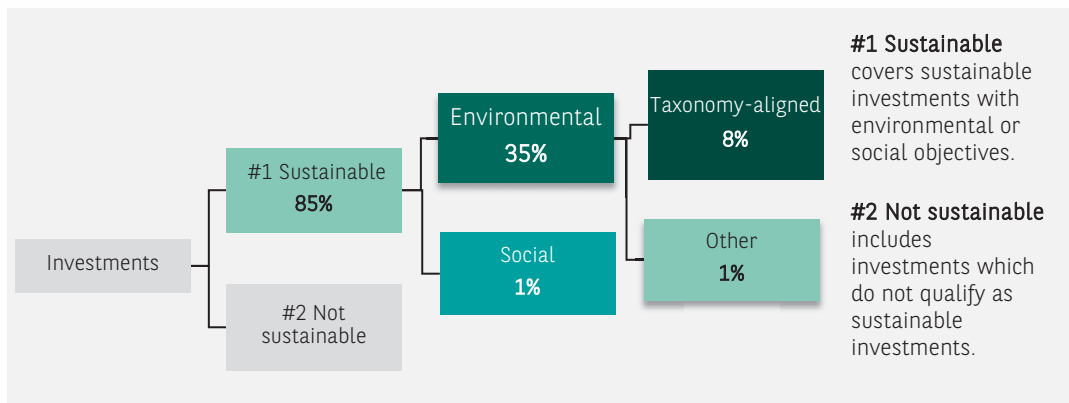 Investments
#1 Sustainable
85%
#2 Not
sustainable
Environmental
35%
Social
1%
Taxonomy-aligned
8%
Other
1%
#1 Sustainable
covers sustainable
investments with
environmental or
social objectives.
#2 Not sustainable
includes
investments which
do not qualify as
sustainable
investments.